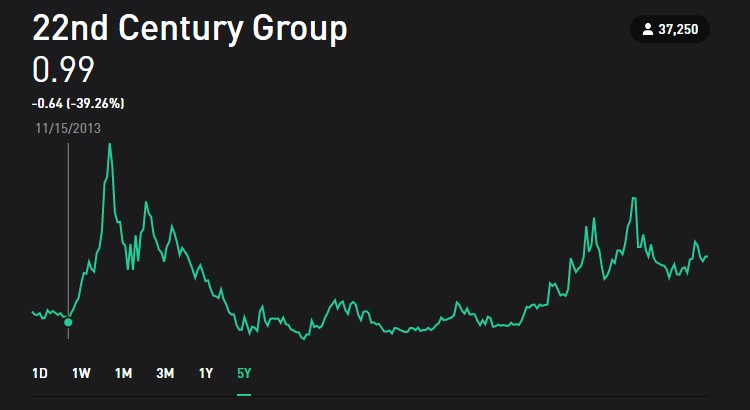 22nd Century Group
37,250
0.99
-0.64 (-39.26%)
11/15/2013
1D 1W 1M 3M 1Y 5Y